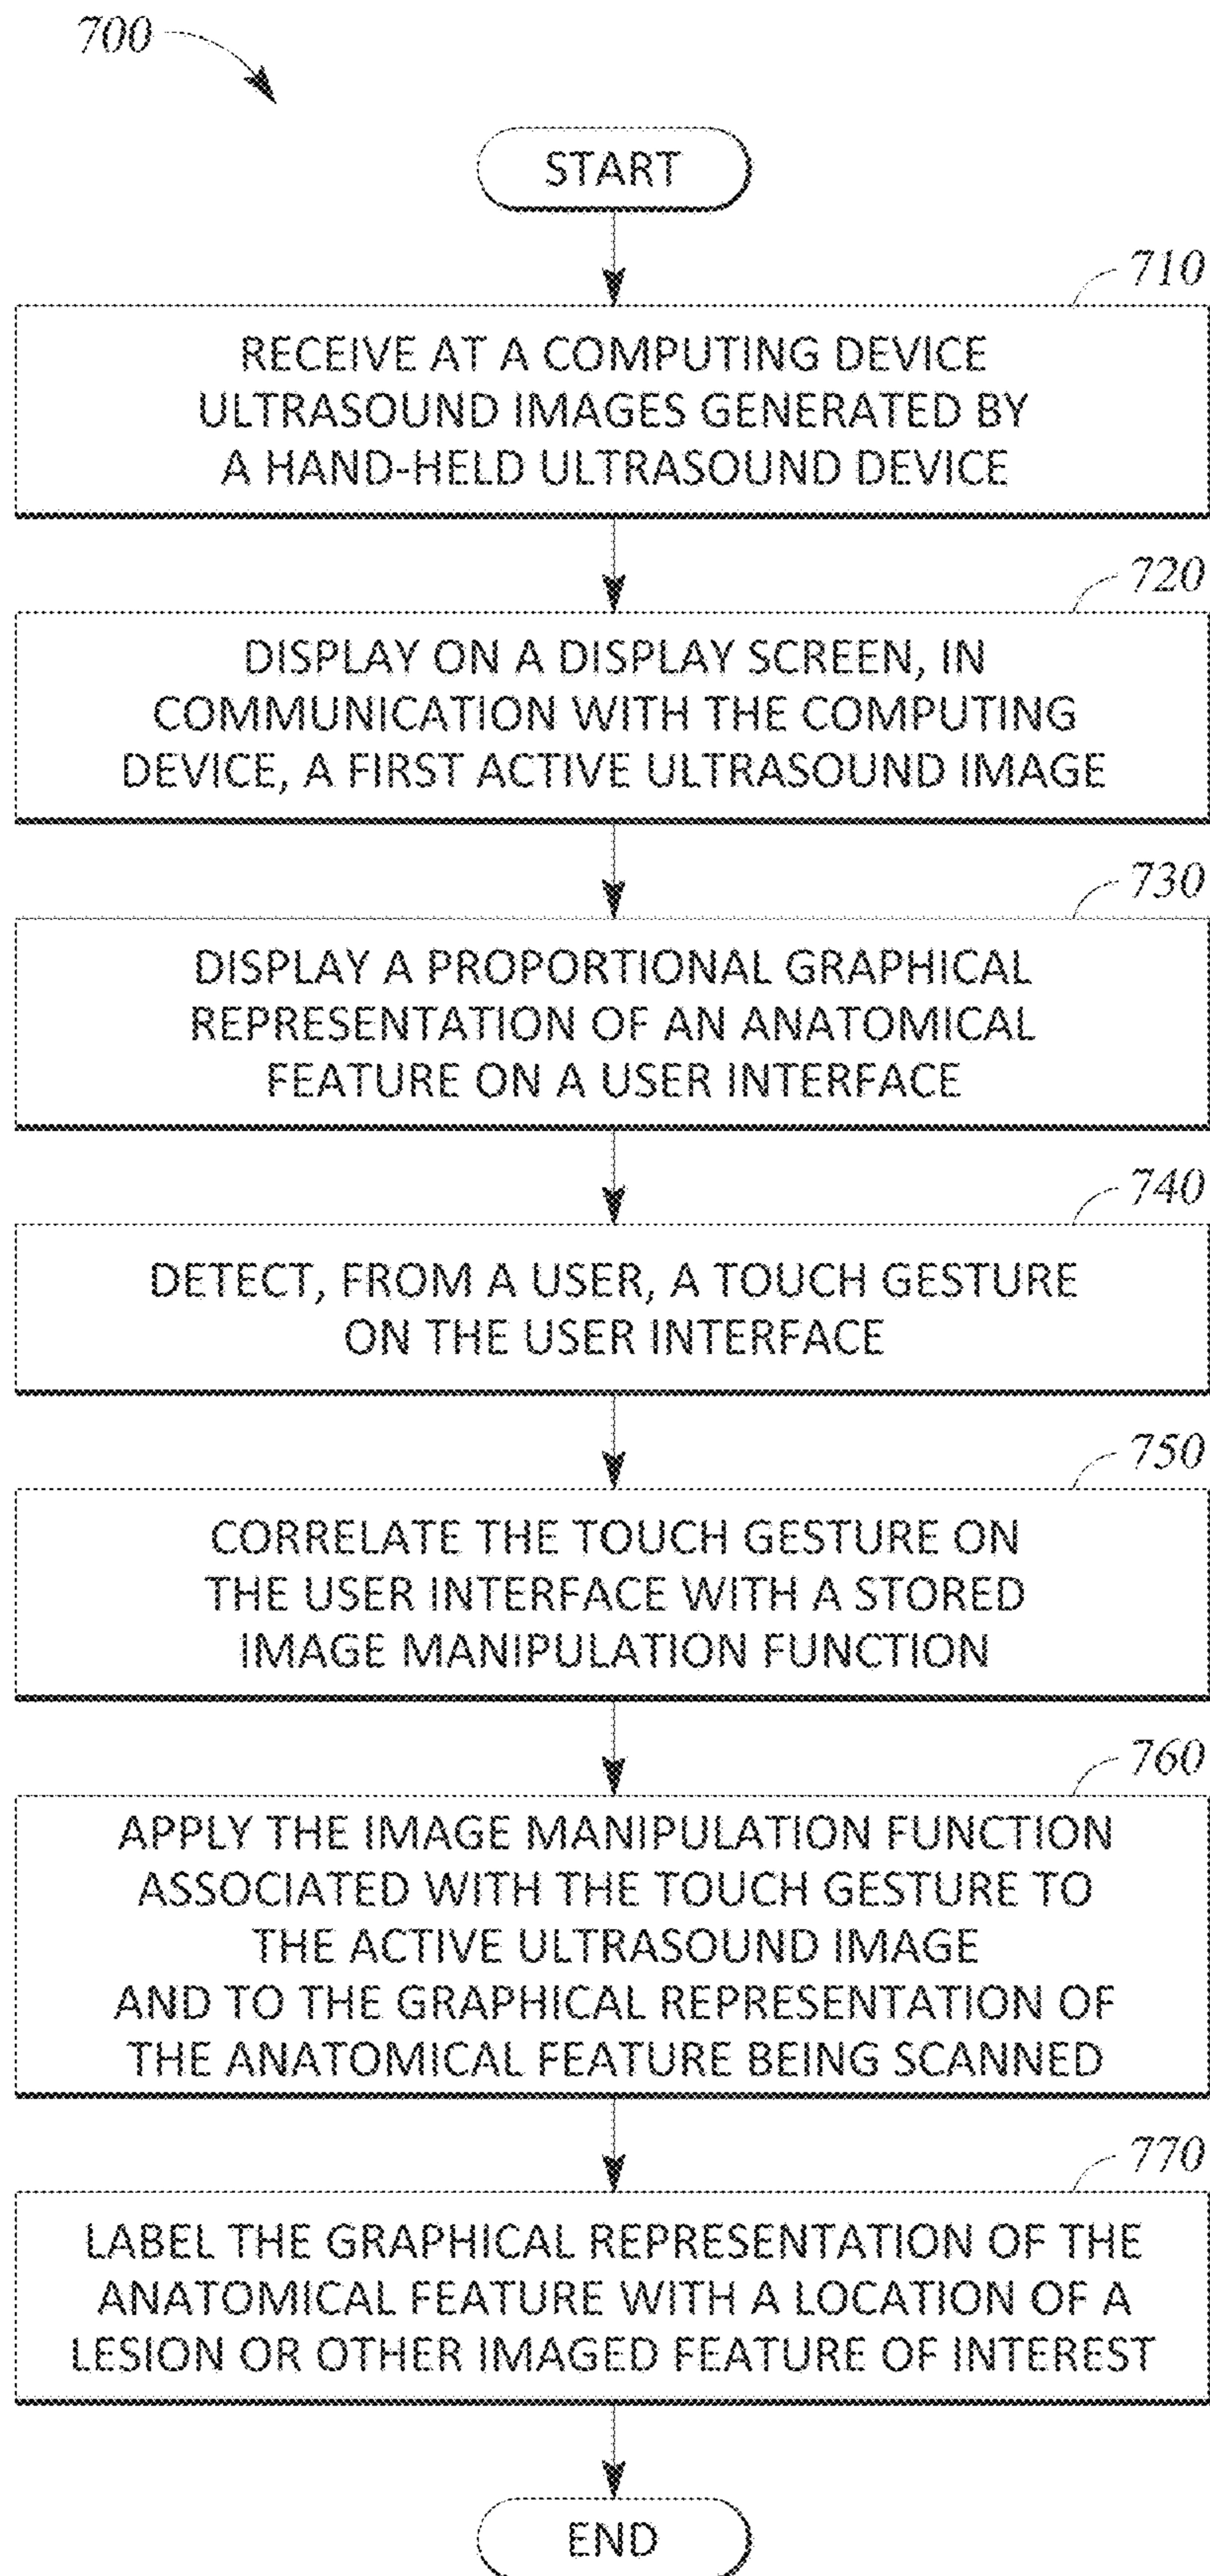 700
START
710
RECEIVE AT A COMPUTING DEVICE
ULTRASOUND IMAGES GENERATED BY
A HAND-HELD ULTRASOUND DEVICE
720
DISPLAY ON A DISPLAY SCREEN, IN
COMMUNICATION WITH THE COMPUTING
DEVICE, A FIRST ACTIVE ULTRASOUND IMAGE
730
DISPLAY A PROPORTIONAL GRAPHICAL
REPRESENTATION OF AN ANATOMICAL
FEATURE ON A USER INTERFACE
740
DETECT, FROM A USER, A TOUCH GESTURE
ON THE USER INTERFACE
750
CORRELATE THE TOUCH GESTURE ON
THE USER INTERFACE WITH A STORED
IMAGE MANIPULATION FUNCTION
760
APPLY THE IMAGE MANIPULATION FUNCTION
ASSOCIATED WITH THE TOUCH GESTURE TO
THE ACTIVE ULTRASOUND IMAGE
AND TO THE GRAPHICAL REPRESENTATION OF
THE ANATOMICAL FEATURE BEING SCANNED
770
LABEL THE GRAPHICAL REPRESENTATION OF THE
ANATOMICAL FEATURE WITH A LOCATION OF A
LESION OR OTHER IMAGED FEATURE OF INTEREST
END